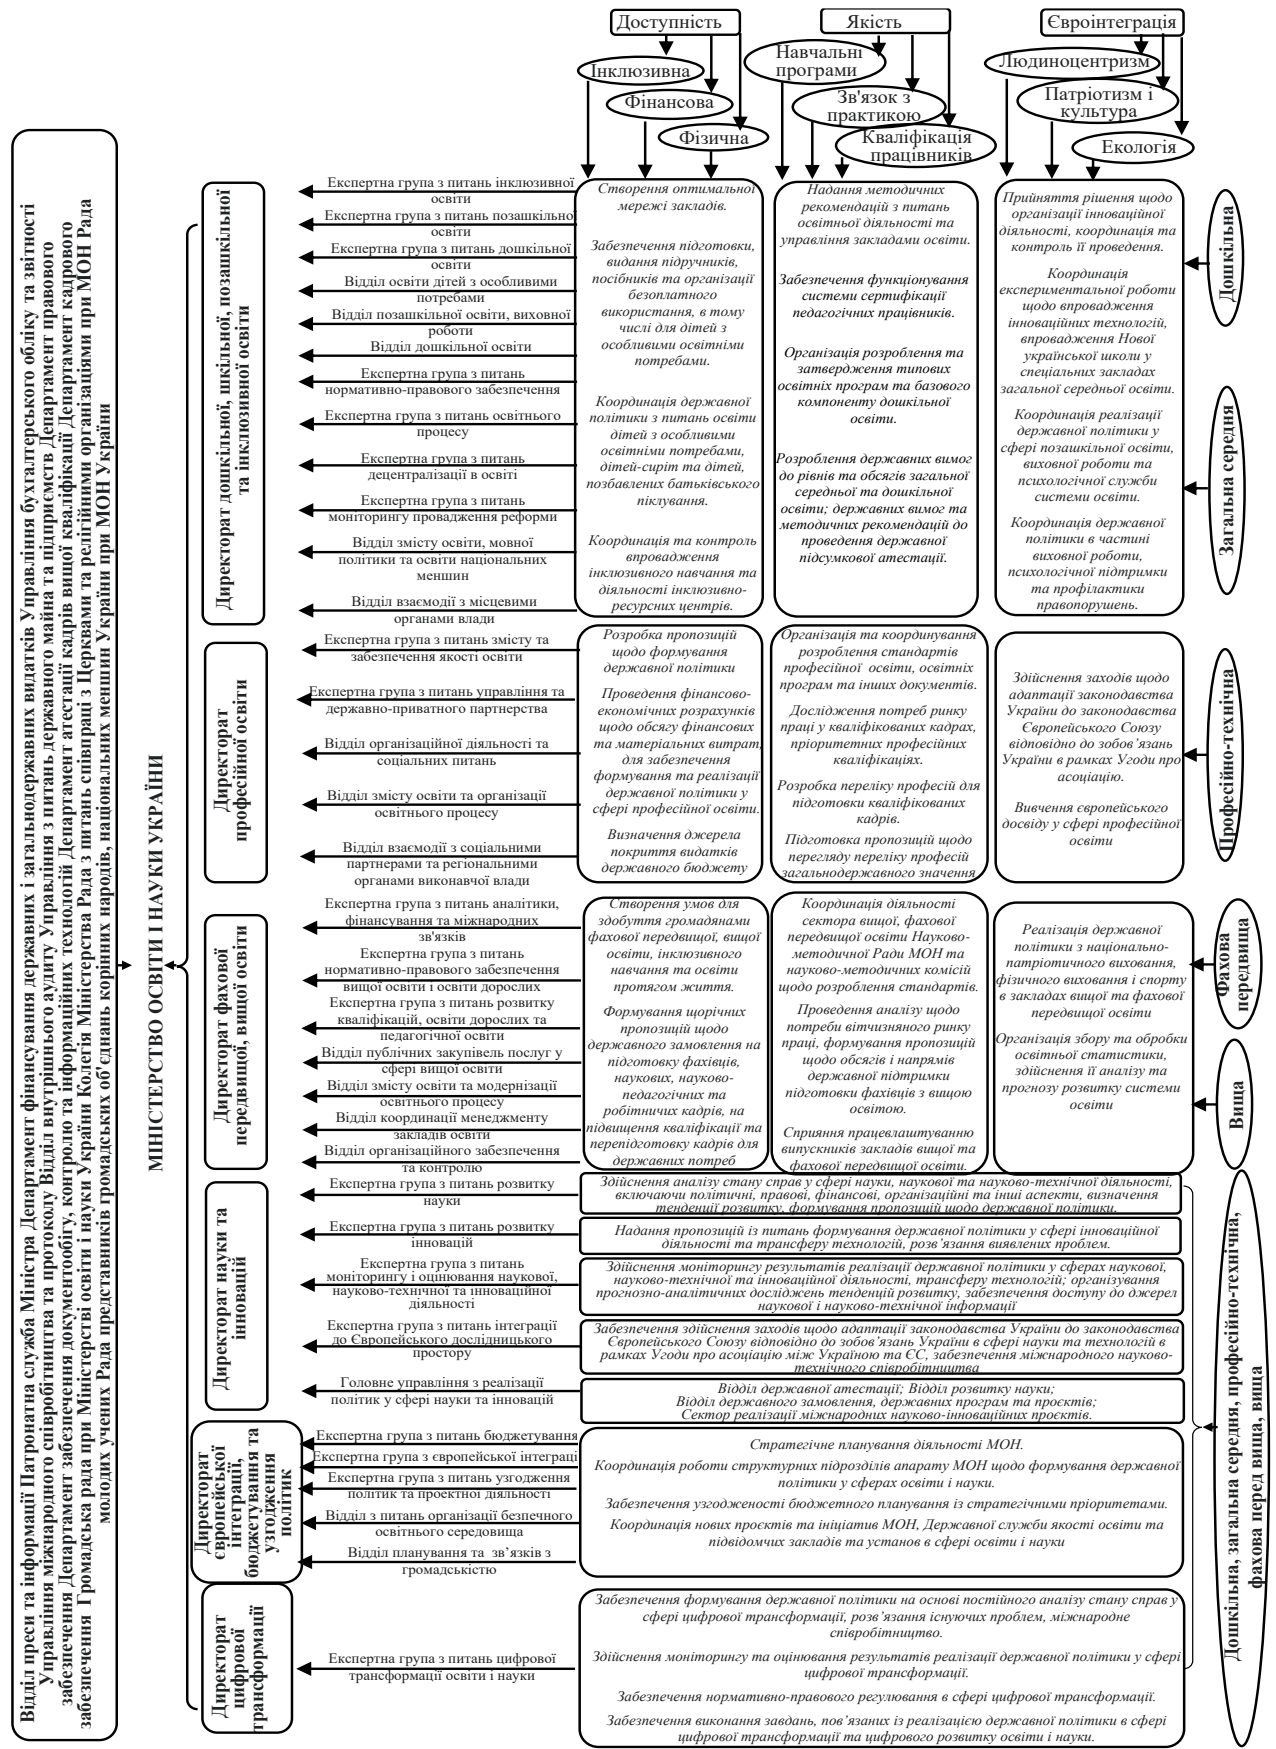 Доступність
Якість
Євроінтеграція
Інклюзивна
Фінансова
Фізична
Навчальні
програми
Зв'язок з
практикою
Кваліфікація
працівників
Людиноцентризм
Патріотизм і
культура
Екологія
Відділ преси та інформації Патронатна служба Міністра Департамент фінансування державних і загальнодержавних видатків Управління бухгалтерського обліку та звітності
Управління міжнародного співробітництва та протоколу Відділ внутрішнього аудиту Управління з питань державного майна та підприємств Департамент правового
забезпечення Департамент забезпечення документообігу, контролю та інформаційних технологій Департамент атестації кадрів вищої кваліфікації Департамент кадрового
забезпечення Громадська рада при Міністерстві освіти і науки України Колегія Міністерства Рада з питань співпраці з Церквами та релігійними організаціями при МОН Рада
молодих учених Рада представників громадських об'єднань корінних народів, національних меншин України при МОН України
МІНІСТЕРСТВО ОСВІТИ І НАУКИ УКРАЇНИ
Директорат дошкільної, шкільної, позашкільної
та інклюзивної освіти
Експертна група з питань інклюзивної
освіти
Експертна група з питань позашкільної
освіти
Експертна група з питань дошкільної
освіти
Відділ освіти дітей з особливими
потребами
Відділ позашкільної освіти, виховної
роботи
Відділ дошкільної освіти
Експертна група з питань
нормативно-правового забезпечення
Експертна група з питань освітнього
процесу
Експертна група з питань
децентралізації в освіті
Експертна група з питань
моніторингу провадження реформи
Відділ змісту освіти, мовної
політики та освіти національних
меншин
Відділ взаємодії з місцевими
органами влади
Створення оптимальної
мережі закладів.
Забезпечення підготовки,
видання підручників,
посібників та організації
безоплатного
використання, в тому
числі для дітей з
особливими освітніми
потребами.
Координація державної
політики з питань освіти
дітей з особливими
освітніми потребами,
дітей-сиріт та дітей,
позбавлених батьківського
піклування.
Координація та контроль
впровадження
інклюзивного навчання та
діяльності інклюзивно-
ресурсних центрів.
Надання методичних
рекомендацій з питань
освітньої діяльності та
управління закладами освіти.
Забезпечення функціонування
системи сертифікації
педагогічних працівників.
Організація розроблення та
затвердження типових
освітніх програм та базового
компоненту дошкільної
освіти.
Розроблення державних вимог
до рівнів та обсягів загальної
середньої та дошкільної
освіти; державних вимог та
методичних рекомендацій до
проведення державної
підсумкової атестації.
Прийняття рішення щодо
організації інноваційної
діяльності, координація та
контроль її проведення.
Координація
експериментальної роботи
щодо впровадження
інноваційних технологій,
впровадження Нової
української школи у
спеціальних закладах
загальної середньої освіти.
Координація реалізації
державної політики у
сфері позашкільної освіти,
виховної роботи та
психологічної служби
системи освіти.
Координація державної
політики в частині
виховної роботи,
психологічної підтримки
та профілактики
правопорушень.
Дошкільна
Загальна середня
Директорат
професійної освіти
Експертна група з питань змісту та
забезпечення якості освіти
Експертна група з питань управління та
державно-приватного партнерства
Відділ організаційної діяльності та
соціальних питань
Відділ змісту освіти та організації
освітнього процесу
Відділ взаємодії з соціальними
партнерами та регіональними
органами виконавчої влади
Розробка пропозицій
щодо формування
державної політики
Проведення фінансово-
економічних розрахунків
щодо обсягу фінансових
та матеріальних витрат,
для забезпечення
формування та реалізації
державної політики у
сфері професійної освіти.
Визначення джерела
покриття видатків
державного бюджету
Організація та координування
розроблення стандартів
професійної освіти, освітніх
програм та інших документів.
Дослідження потреб ринку
праці у кваліфікованих кадрах,
пріоритетних професійних
кваліфікаціях.
Розробка переліку професій для
підготовки кваліфікованих
кадрів.
Підготовка пропозицій щодо
перегляду переліку професій
загальнодержавного значення
Здійснення заходів щодо
адаптації законодавства
України до законодавства
Європейського Союзу
відповідно до зобов’язань
України в рамках Угоди про
асоціацію.
Вивчення європейського
досвіду у сфері професійної
освіти
Професійно-технічна
Директорат фахової
передвищої, вищої освіти
Експертна група з питань аналітики,
фінансування та міжнародних
зв'язків
Експертна група з питань
нормативно-правового забезпечення
вищої освіти і освіти дорослих
Експертна група з питань розвитку
кваліфікацій, освіти дорослих та
педагогічної освіти
Відділ публічних закупівель послуг у
сфері вищої освіти
Відділ змісту освіти та модернізації
освітнього процесу
Відділ координації менеджменту
закладів освіти
Відділ організаційного забезпечення
та контролю
Створення умов для
здобуття громадянами
фахової передвищої, вищої
освіти, інклюзивного
навчання та освіти
протягом життя.
Формування щорічних
пропозицій щодо
державного замовлення на
підготовку фахівців,
наукових, науково-
педагогічних та
робітничих кадрів, на
підвищення кваліфікації та
перепідготовку кадрів для
державних потреб
Координація діяльності
сектора вищої, фахової
передвищої освіти Науково-
методичної Ради МОН та
науково-методичних комісій
щодо розроблення стандартів.
Проведення аналізу щодо
потреби вітчизняного ринку
праці, формування пропозицій
щодо обсягів і напрямів
державної підтримки
підготовки фахівців з вищою
освітою.
Сприяння працевлаштуванню
випускників закладів вищої та
фахової передвищої освіти.
Реалізація державної
політики з національно-
патріотичного виховання,
фізичного виховання і спорту
в закладах вищої та фахової
передвищої освіти
Організація збору та обробки
освітньої статистики,
здійснення її аналізу та
прогнозу розвитку системи
освіти
Фахова
передвища
Вища
Директорат науки та
інновацій
Експертна група з питань розвитку
науки
Експертна група з питань розвитку
інновацій
Експертна група з питань
моніторингу і оцінювання наукової,
науково-технічної та інноваційної
діяльності
Експертна група з питань інтеграції
до Європейського дослідницького
простору
Головне управління з реалізації
політик у сфері науки та інновацій
Здійснення аналізу стану справ у сфері науки, наукової та науково-технічної діяльності,
включаючи політичні, правові, фінансові, організаційні та інші аспекти, визначення
тенденції розвитку, формування пропозицій щодо державної політики.
Надання пропозицій із питань формування державної політики у сфері інноваційної
діяльності та трансферу технологій, розв’язання виявлених проблем.
Здійснення моніторингу результатів реалізації державної політики у сферах наукової,
науково-технічної та інноваційної діяльності, трансферу технологій; організування
прогнозно-аналітичних досліджень тенденцій розвитку, забезпечення доступу до джерел
наукової і науково-технічної інформації
Забезпечення здійснення заходів щодо адаптації законодавства України до законодавства
Європейського Союзу відповідно до зобов’язань України в сфері науки та технологій в
рамках Угоди про асоціацію між Україною та ЄС, забезпечення міжнародного науково-
технічного співробітництва
Відділ державної атестації; Відділ розвитку науки;
Відділ державного замовлення, державних програм та проєктів;
Сектор реалізації міжнародних науково-інноваційних проєктів.
Директорат
європейської
інтеграції,
бюджетування та
узгодження
політик
Експертна група з питань бюджетування
Експертна група з європейської інтеграці
Експертна група з питань узгодження
політик та проектної діяльності
Відділ з питань організації безпечного
освітнього середовища
Відділ планування та зв’язків з
громадськістю
Стратегічне планування діяльності МОН.
Координація роботи структурних підрозділів апарату МОН щодо формування державної
політики у сферах освіти і науки.
Забезпечення узгодженості бюджетного планування із стратегічними пріоритетами.
Координація нових проєктів та ініціатив МОН, Державної служби якості освіти та
підвідомчих закладів та установ в сфері освіти і науки
Директорат
цифрової
трансформації
Експертна група з питань цифрової
трансформації освіти і науки
Забезпечення формування державної політики на основі постійного аналізу стану справ у
сфері цифрової трансформації, розв’язання існуючих проблем, міжнародне
співробітництво.
Здійснення моніторингу та оцінювання результатів реалізації державної політики у сфері
цифрової трансформації.
Забезпечення нормативно-правового регулювання в сфері цифрової трансформації.
Забезпечення виконання завдань, пов’язаних із реалізацією державної політики в сфері
цифрової трансформації та цифрового розвитку освіти і науки.
Дошкільна, загальна середня, професійно-технічна,
фахова перед вища, вища